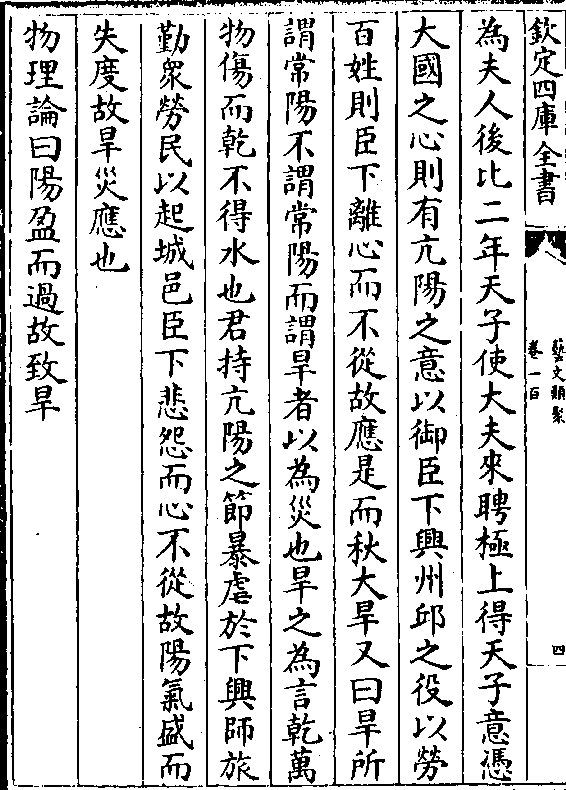 欽定四庫全書
藝文類聚
卷一百
四
為夫人後比二年天子使大夫來聘極上得天子意憑
大國之心則有亢陽之意以御臣下興州邱之役以勞
百姓則臣下離心而不從故應是而秋大旱又曰旱所
謂常陽不謂常陽而謂旱者以為災也旱之為言乾萬
物傷而乾不得水也君持亢陽之節暴虐於下興師旅
勤衆勞民以起城邑臣下悲怨而心不從故陽氣盛而
失度故旱災應也
物理論曰陽盈而過故致旱